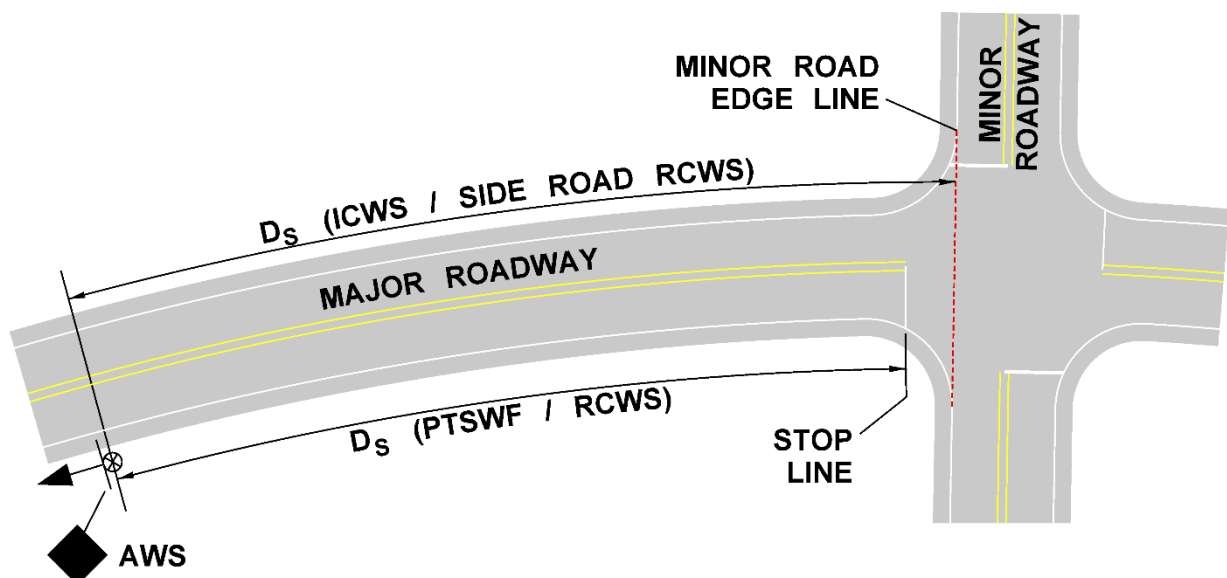 MINOR ROAD
EDGE LINE
MINOR
ROADWAY
D_S (ICWS / SIDE ROAD RCWS)
MAJOR ROADWAY
D_S (PTSWF / RCWS)
STOP
LINE
AWS